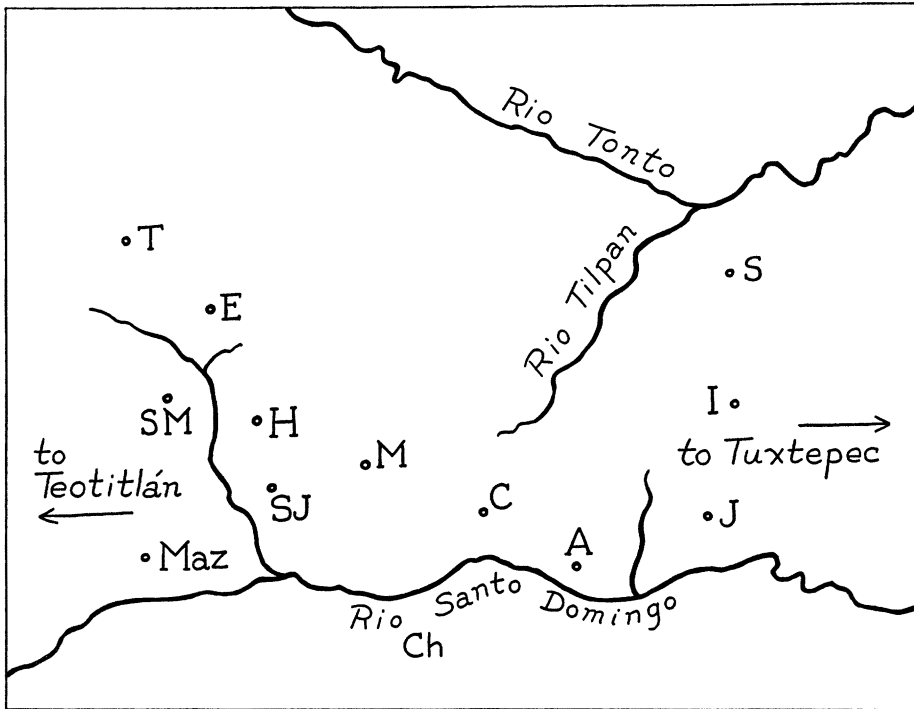 Rio Tonto
T
Rio Tilpan
S
E
SM
H
I
to
Teotitlán
M
to Tuxtepec
SJ
C
J
Maz
A
Rio Santo Domingo
Ch